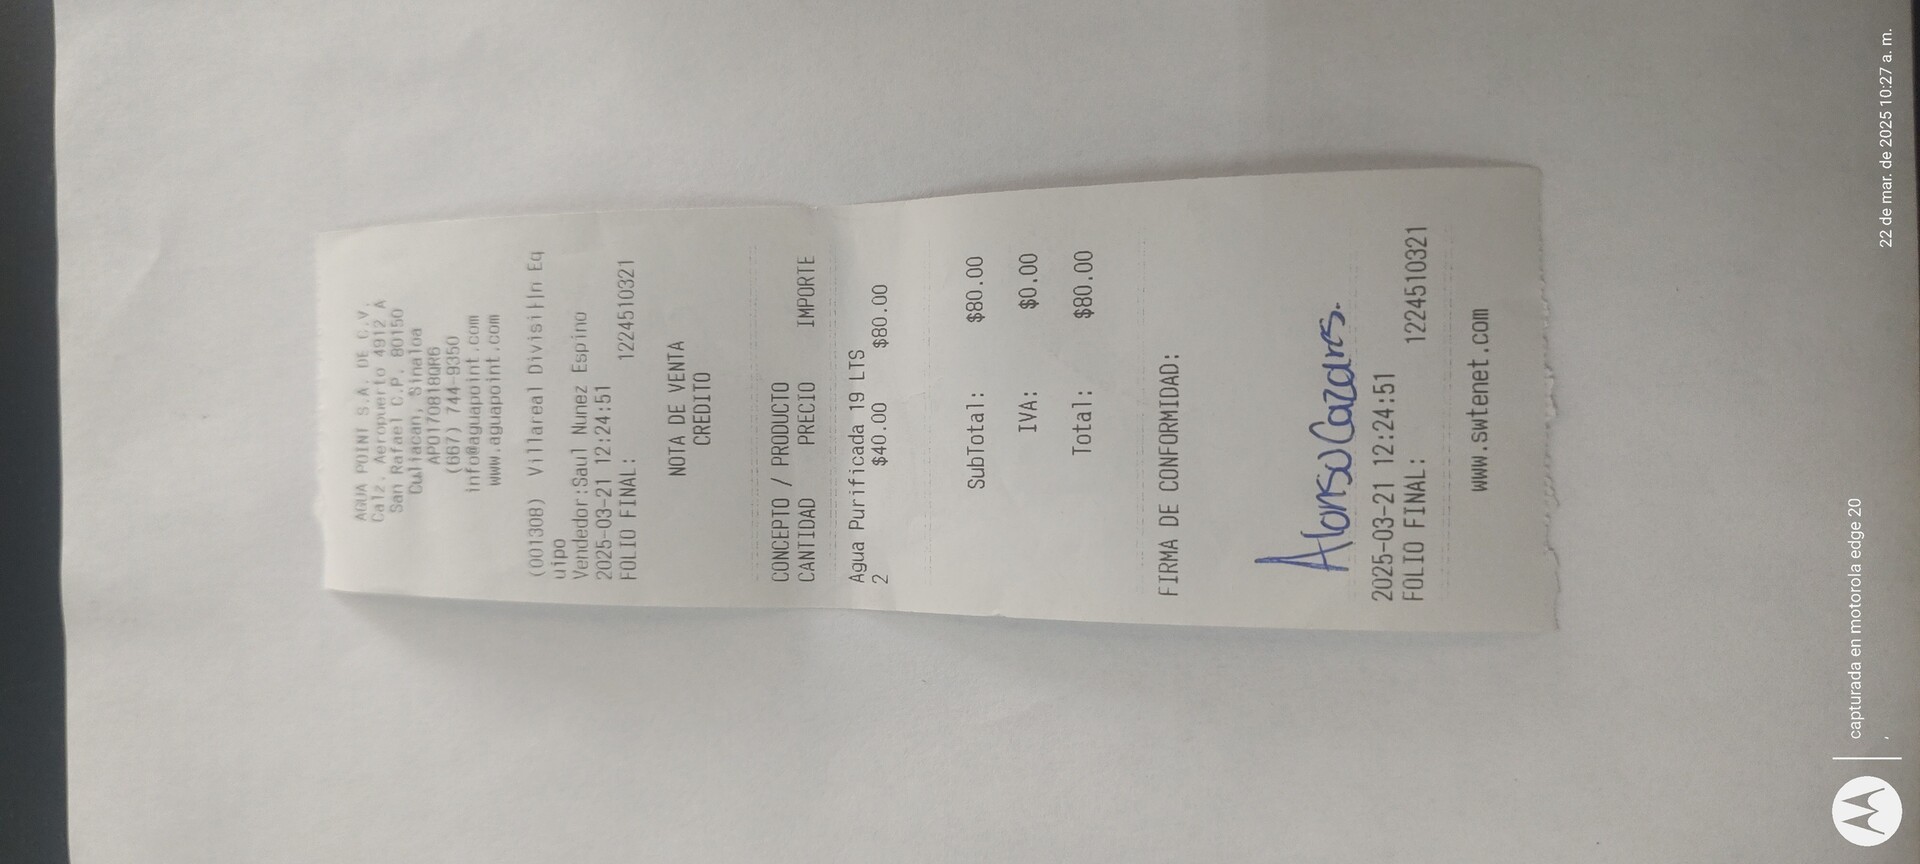 AGUA POINT S.A. DE C.V.
Calz. Aeropuerto 4912 A
San Rafael C.P. 80150
Culiacan, Sinaloa
APO170818QR6
(667) 744-9350
info@aguapoint.com
www.aguapoint.com
(001308) Villareal Divisi|n Eq
uipo
Vendedor:Saul Nunez Espino
2025-03-21 12:24:51
FOLIO FINAL: 1224510321
NOTA DE VENTA
CREDITO
CONCEPTO / PRODUCTO
CANTIDAD PRECIO IMPORTE
Agua Purificada 19 LTS
2 $40.00 $80.00
SubTotal: $80.00
IVA: $0.00
Total: $80.00
FIRMA DE CONFORMIDAD:
Alonso Cazares.
2025-03-21 12:24:51
FOLIO FINAL: 1224510321
www.swtenet.com
capturada en motorola edge 20
22 de mar. de 2025 10:27 a. m.